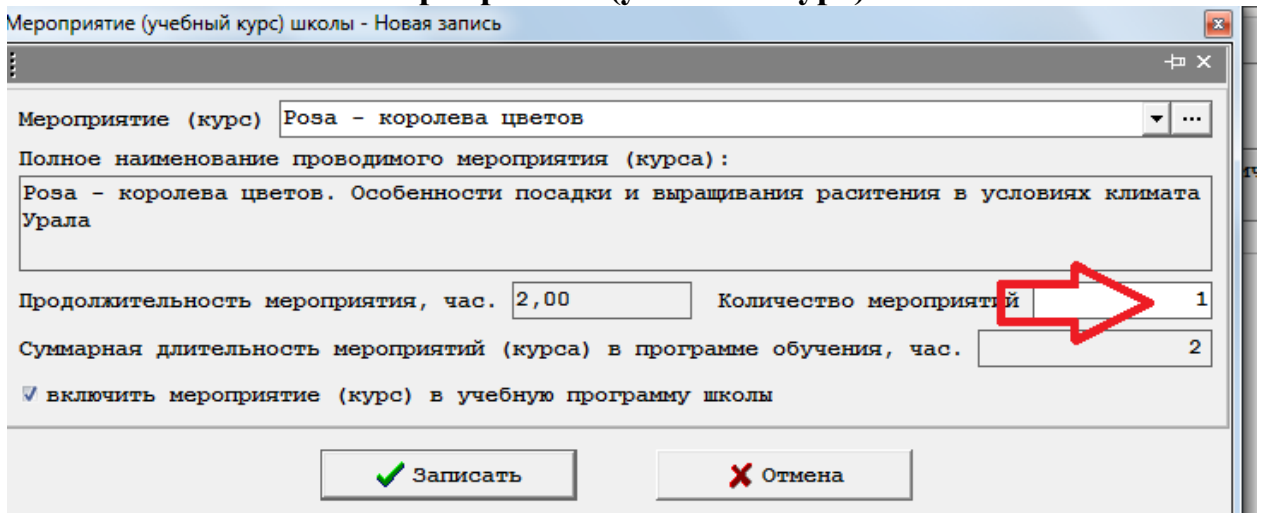 Мероприятие (учебный курс) школы - Новая запись
Мероприятие (курс) Роза - королева цветов
Полное наименование проводимого мероприятия (курса):
Роза - королева цветов. Особенности посадки и выращивания раситения в условиях климата
Урала
Продолжительность мероприятия, час. 2,00 Количество мероприятий 1
Суммарная длительность мероприятий (курса) в программе обучения, час. 2
включить мероприятие (курс) в учебную программу школы
Записать Отмена